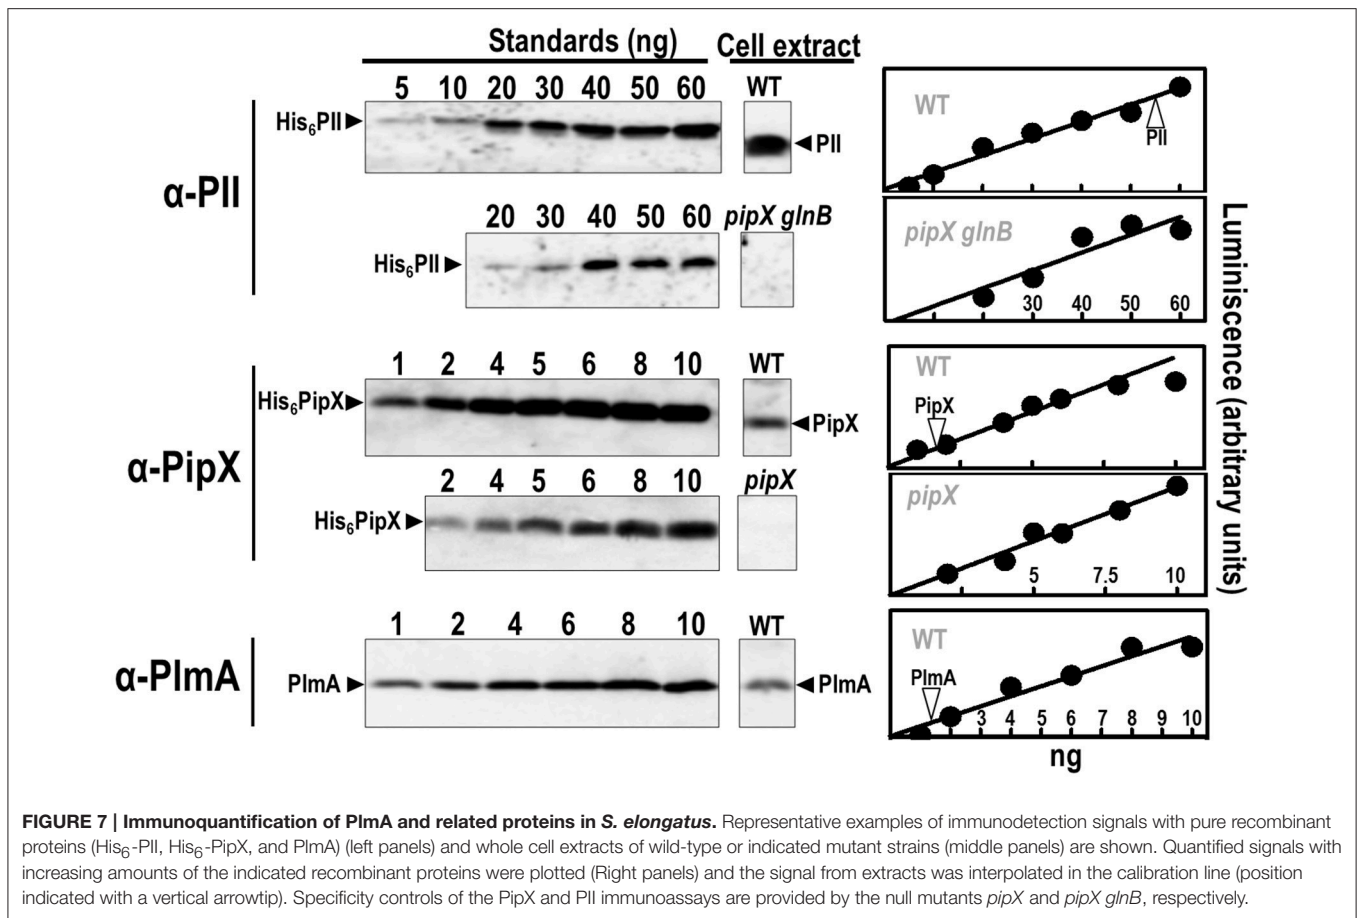 Standards (ng) Cell extract
5 10 20 30 40 50 60 WT
His6PII PII
α-PII
WT
PII
20 30 40 50 60 pipX glnB
His6PII
pipX glnB
30 40 50 60
1 2 4 5 6 8 10 WT
His6PipX PipX
α-PipX
WT
PipX
2 4 5 6 8 10 pipX
His6PipX
pipX
5 7.5 10
Luminiscence (arbitrary units)
1 2 4 6 8 10 WT
α-PlmA
PlmA PlmA
WT
PlmA
3 4 5 6 7 8 9 10
ng
FIGURE 7 | Immunoquantification of PlmA and related proteins in S. elongatus. Representative examples of immunodetection signals with pure recombinant
proteins (His6-PII, His6-PipX, and PlmA) (left panels) and whole cell extracts of wild-type or indicated mutant strains (middle panels) are shown. Quantified signals with
increasing amounts of the indicated recombinant proteins were plotted (Right panels) and the signal from extracts was interpolated in the calibration line (position
indicated with a vertical arrowtip). Specificity controls of the PipX and PII immunoassays are provided by the null mutants pipX and pipX glnB, respectively.